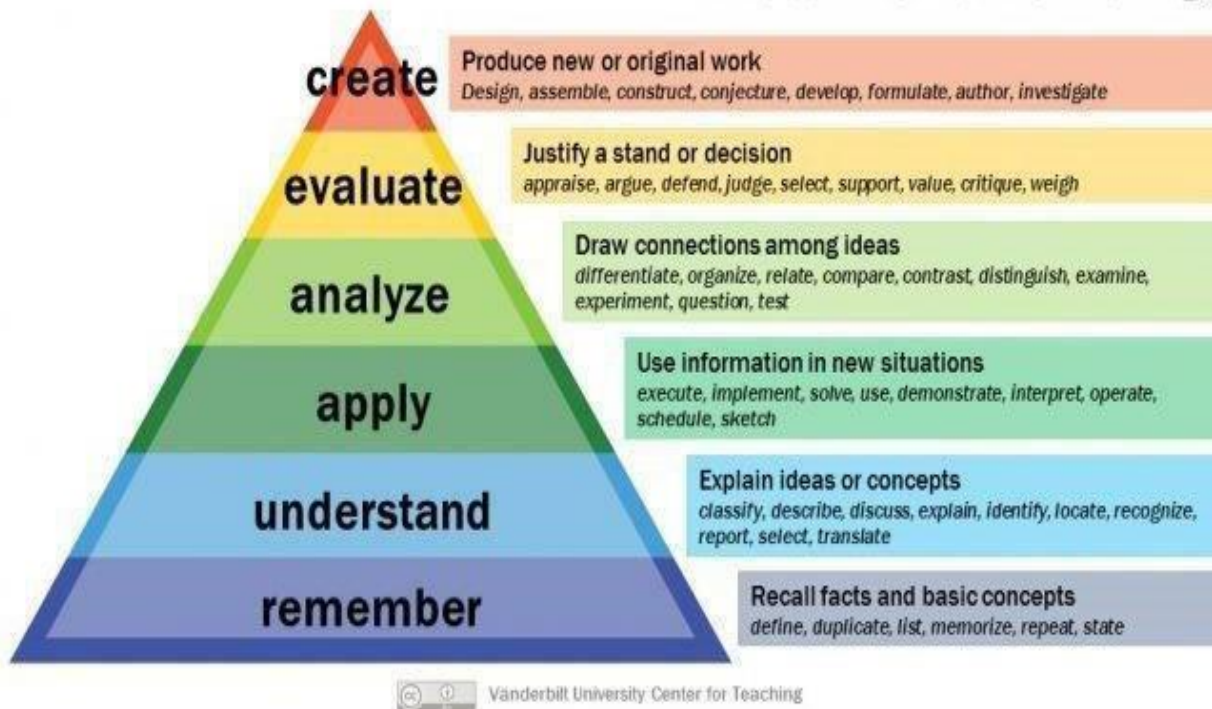 create
Produce new or original work
Design, assemble, construct, conjecture, develop, formulate, author, investigate
evaluate
Justify a stand or decision
appraise, argue, defend, judge, select, support, value, critique, weigh
analyze
Draw connections among ideas
differentiate, organize, relate, compare, contrast, distinguish, examine,
experiment, question, test
apply
Use information in new situations
execute, implement, solve, use, demonstrate, interpret, operate,
schedule, sketch
understand
Explain ideas or concepts
classify, describe, discuss, explain, identify, locate, recognize,
report, select, translate
remember
Recall facts and basic concepts
define, duplicate, list, memorize, repeat, state
cc
Vanderbilt University Center for Teaching